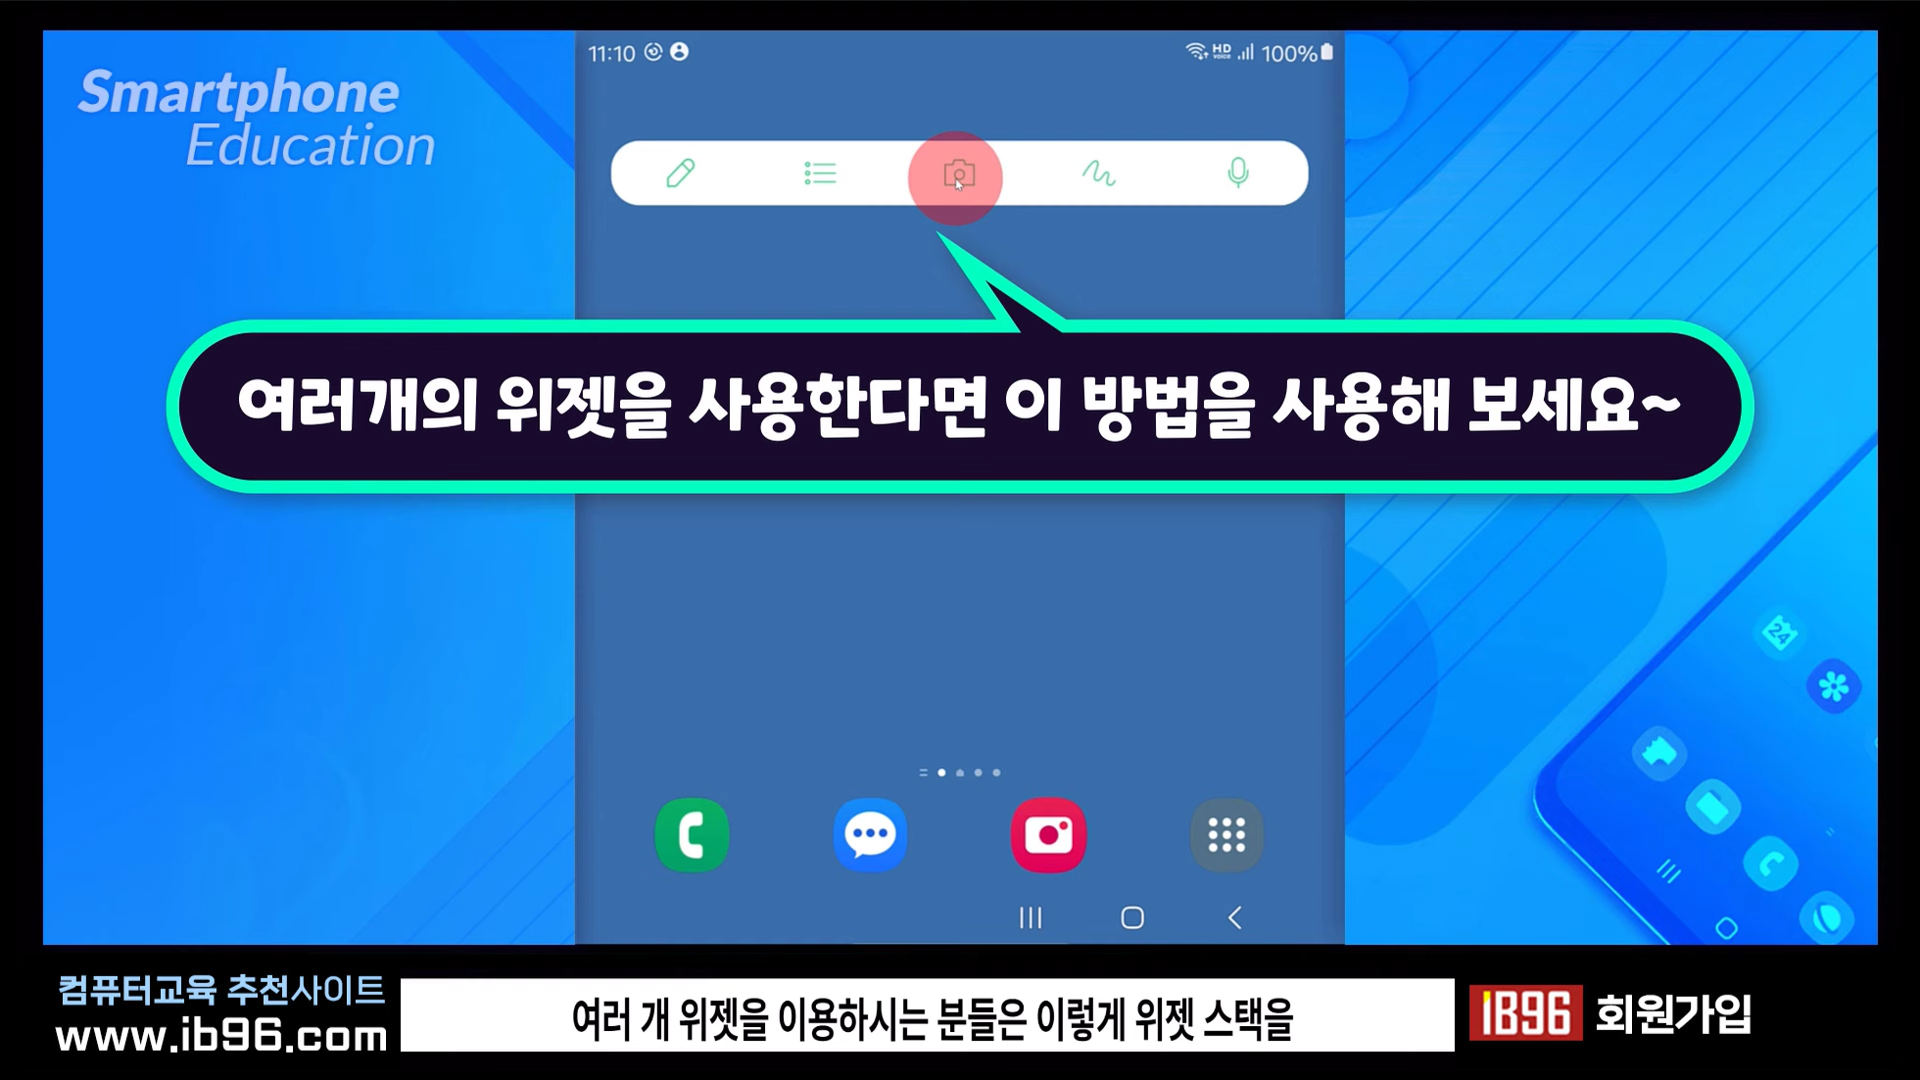 Smartphone
Education
11:10
HD
VOICE
100%
여러개의 위젯을 사용한다면 이 방법을 사용해 보세요~
24
컴퓨터교육 추천사이트
www.ib96.com
여러 개 위젯을 이용하시는 분들은 이렇게 위젯 스택을
IB96 회원가입